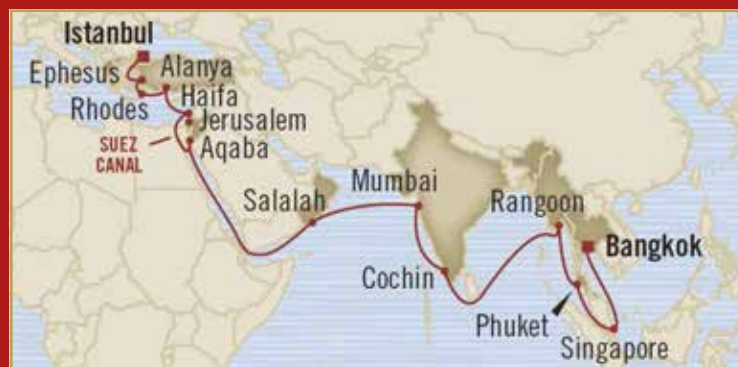 Istanbul
Ephesus
Alanya
Rhodes
Haifa
Jerusalem
SUEZ
CANAL
Aqaba
Salalah
Mumbai
Rangoon
Bangkok
Cochin
Phuket
Singapore